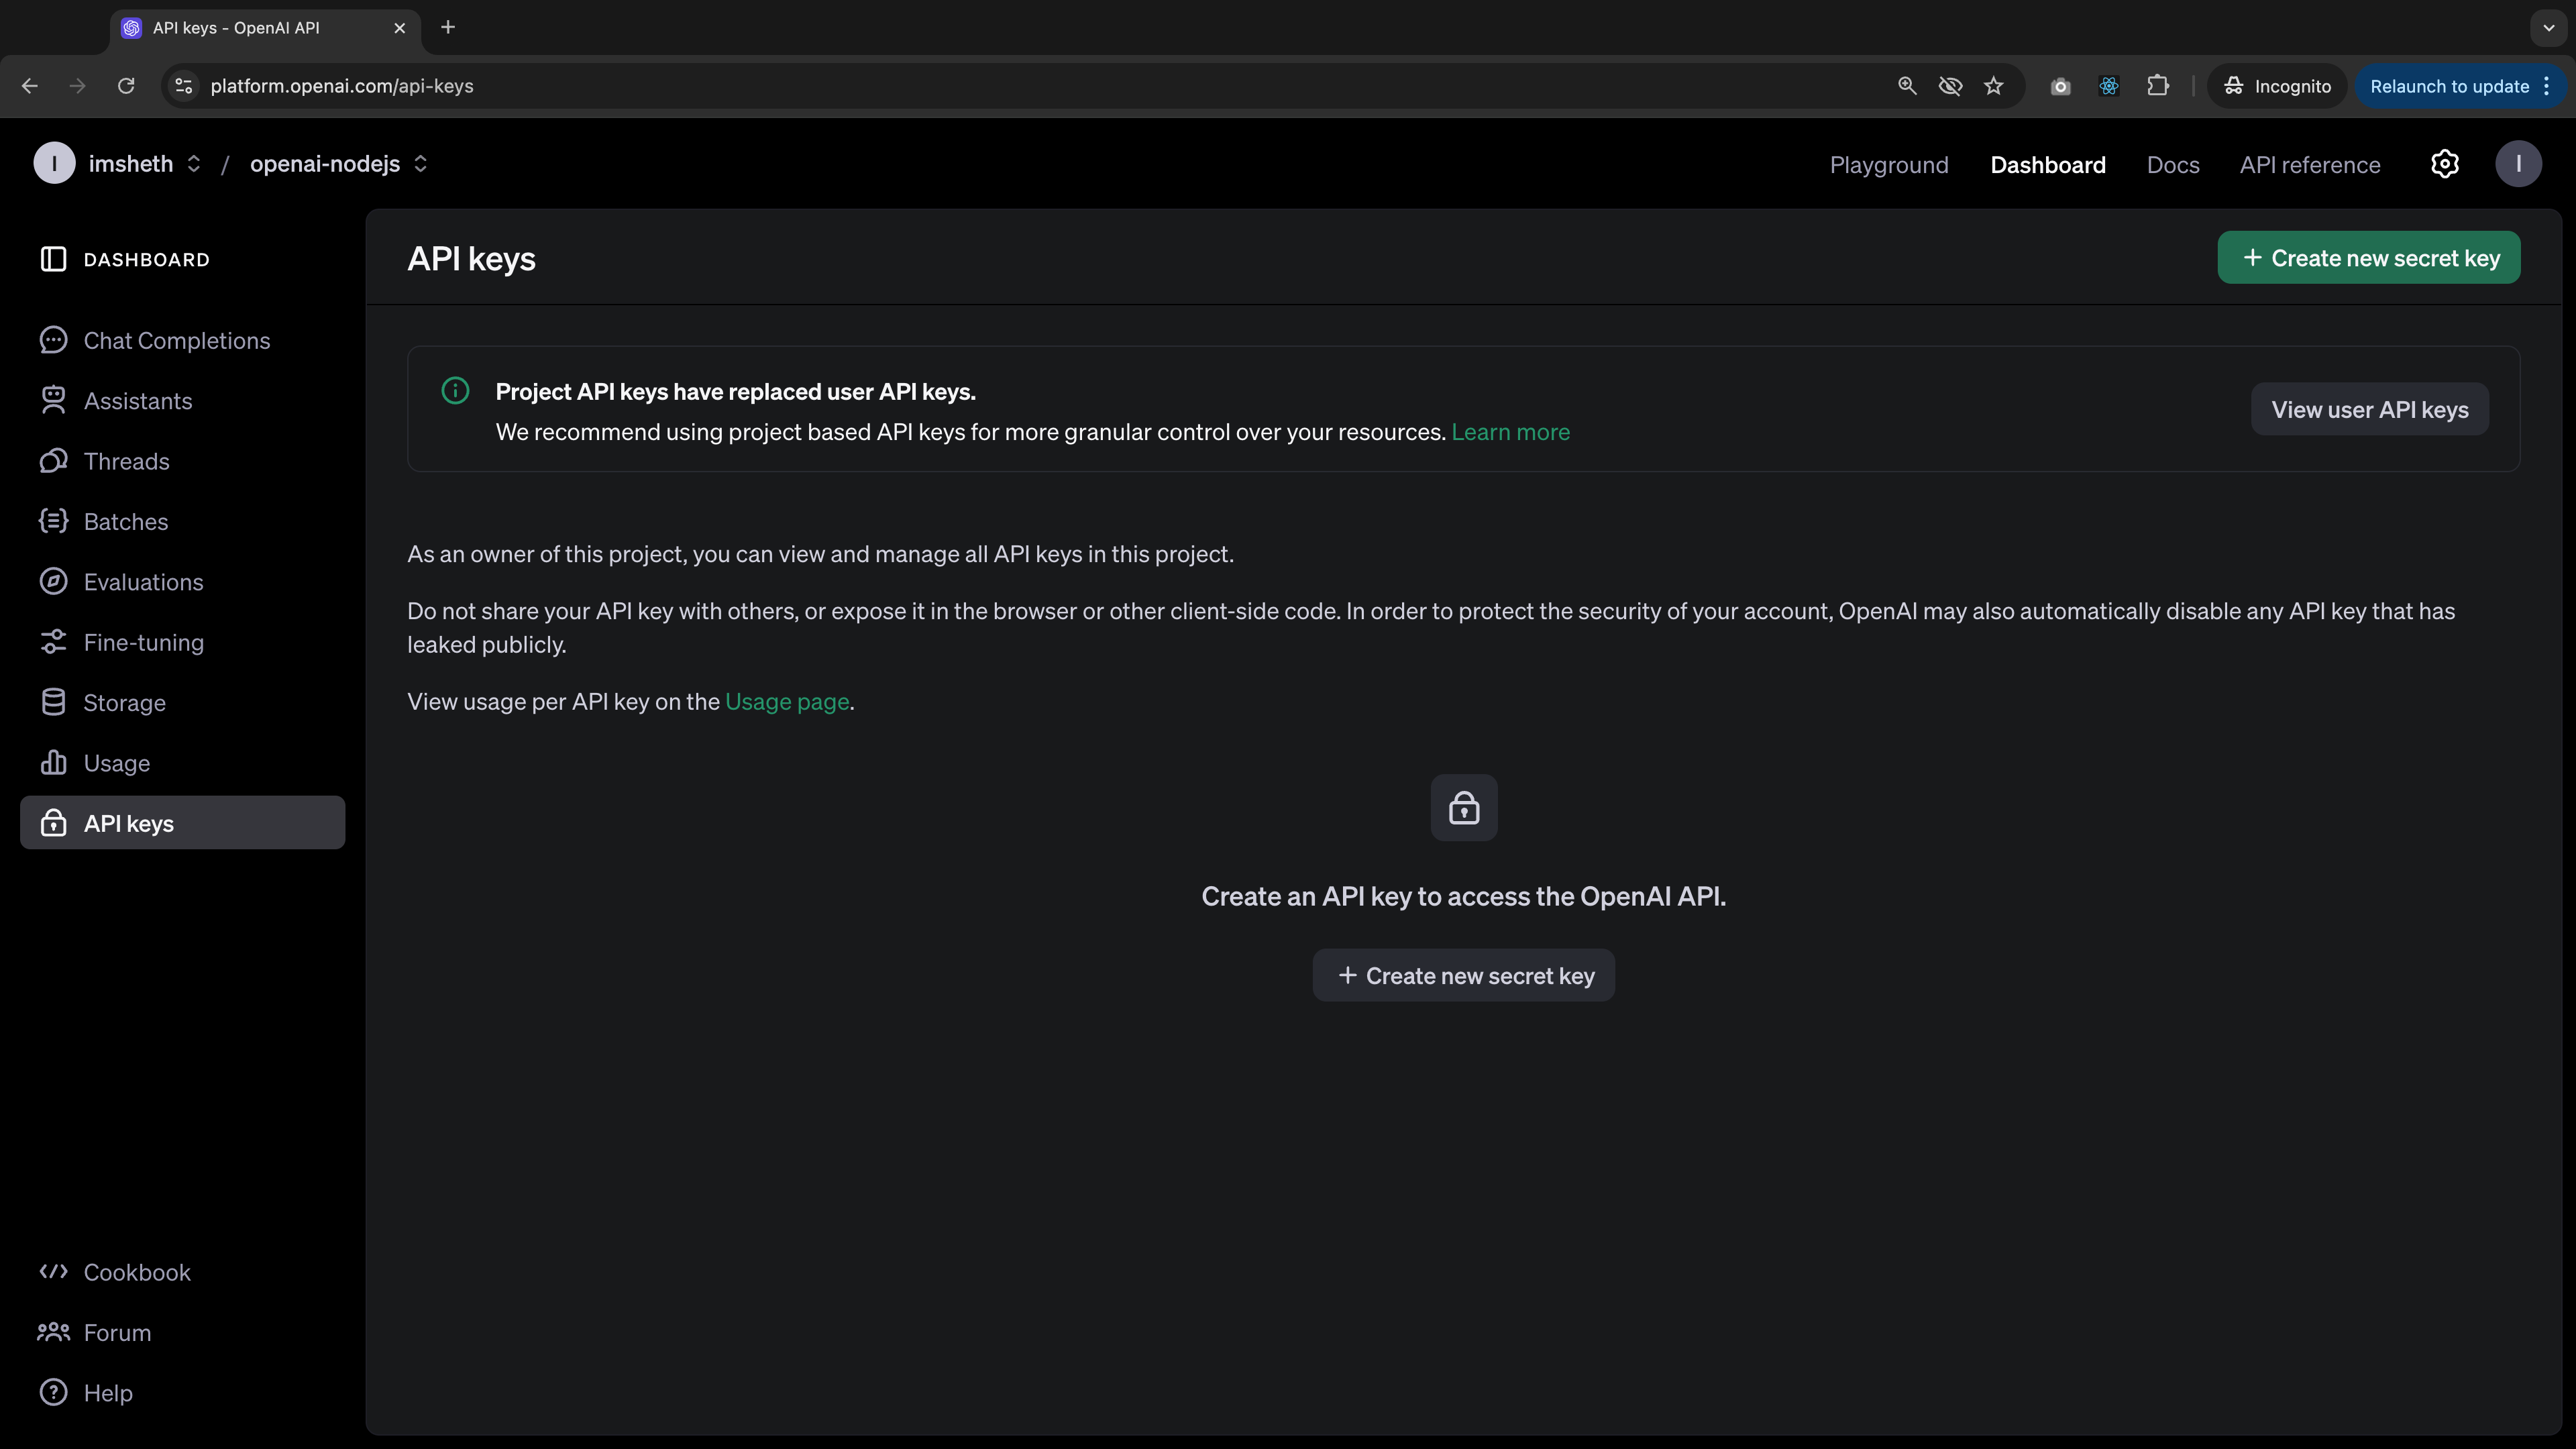 API keys - OpenAI API
platform.openai.com/api-keys
Incognito
Relaunch to update
I imsheth / openai-nodejs
Playground Dashboard Docs API reference I
DASHBOARD
Chat Completions
Assistants
Threads
Batches
Evaluations
Fine-tuning
Storage
Usage
API keys
Cookbook
Forum
Help
API keys
+ Create new secret key
Project API keys have replaced user API keys.
We recommend using project based API keys for more granular control over your resources. Learn more
View user API keys
As an owner of this project, you can view and manage all API keys in this project.
Do not share your API key with others, or expose it in the browser or other client-side code. In order to protect the security of your account, OpenAI may also automatically disable any API key that has
leaked publicly.
View usage per API key on the Usage page.
Create an API key to access the OpenAI API.
+ Create new secret key